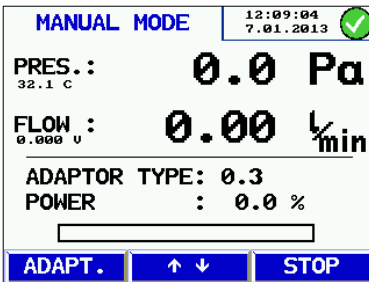 MANUAL MODE
12:09:04
7.01.2013
PRES.: 0.0 Pa
32.1 C
FLOW : 0.00 L/min
0.000 V
ADAPTOR TYPE: 0.3
POWER : 0.0 %
ADAPT. ↑ ↓ STOP